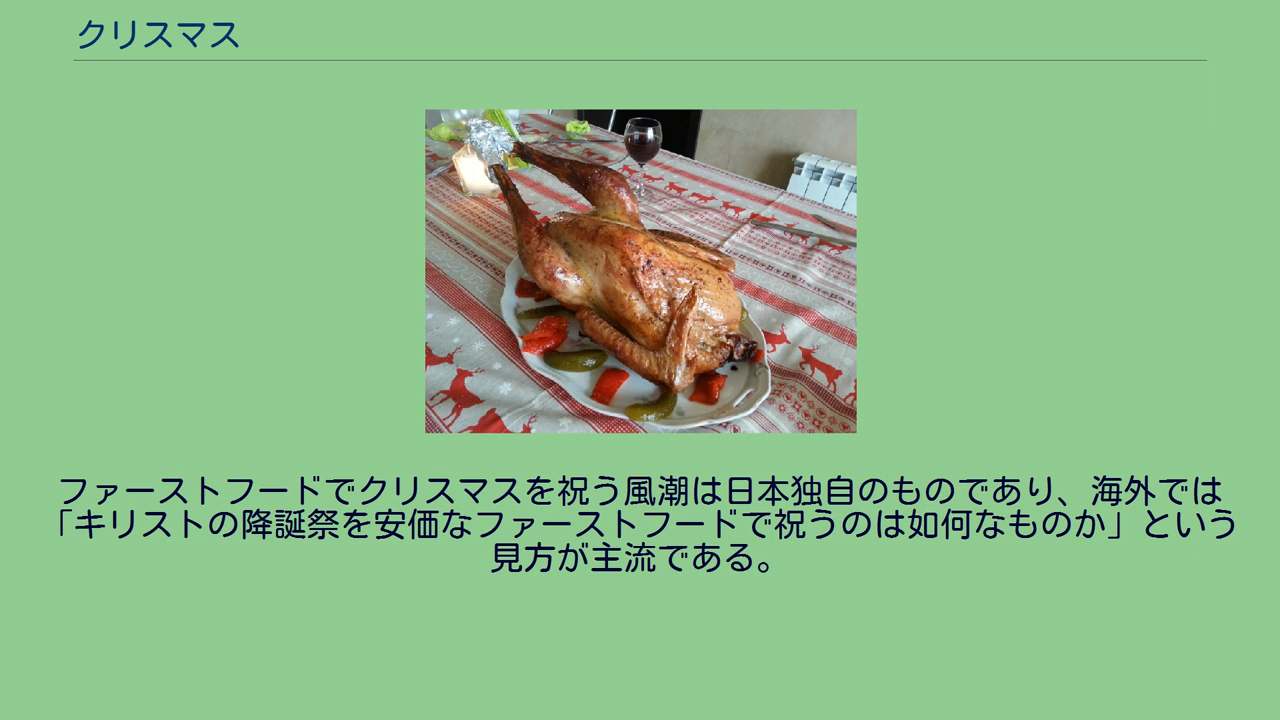 クリスマス
ファーストフードでクリスマスを祝う風潮は日本独自のものであり、海外では
「キリストの降誕祭を安価なファーストフードで祝うのは如何なものか」という
見方が主流である。